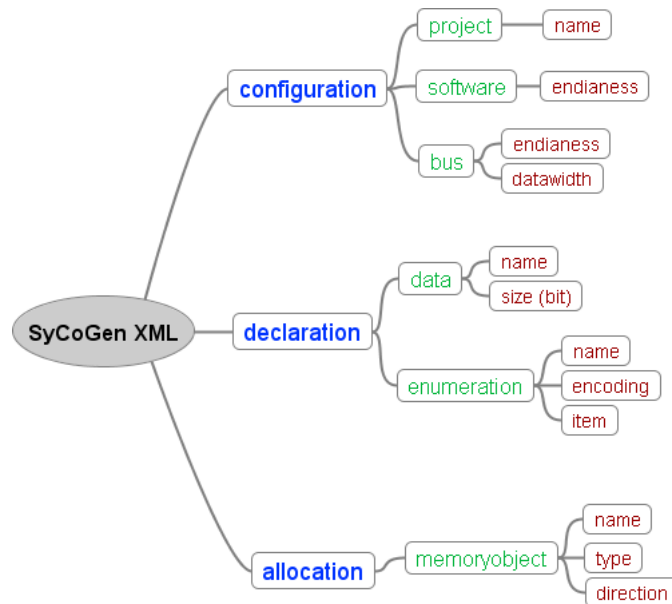 project
name
configuration
software
endianess
bus
endianess
datawidth
data
name
size (bit)
SyCoGen XML
declaration
enumeration
name
encoding
item
allocation
memoryobject
name
type
direction